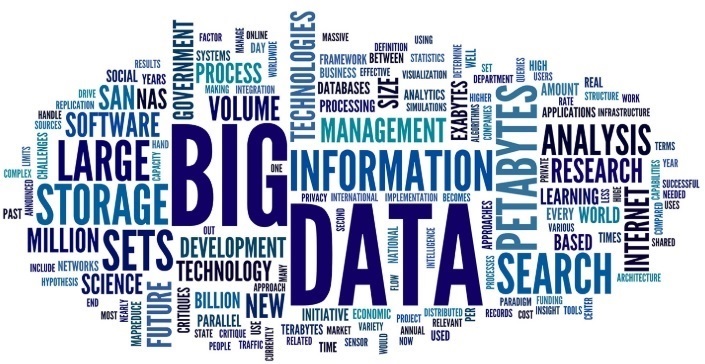 BIG
DATA
INFORMATION
STORAGE
SETS
LARGE
SEARCH
PETABYTES
ANALYSIS
TECHNOLOGIES
MANAGEMENT
SOFTWARE
VOLUME
GOVERNMENT
PROCESS
SAN
NAS
MILLION
SCIENCE
FUTURE
DEVELOPMENT
TECHNOLOGY
NEW
BILLION
PARALLEL
CRITIQUES
RESEARCH
LEARNING
INTERNET
WORLD
EVERY
BASED
TIMES
SIZE
EXABYTES
DATABASES
PROCESSING
ANALYTICS
SIMULATIONS
FRAMEWORK
BUSINESS
EFFECTIVE
VISUALIZATION
DEFINITION
BETWEEN
STATISTICS
USING
MASSIVE
FACTOR
SYSTEMS
MANAGE
ONLINE
DAY
WORLDWIDE
MAKING
INTEGRATION
RESULTS
SOCIAL
YEARS
DRIVE
REPLICATION
HANDLE
SOURCES
CHALLENGES
LIMITS
COMPLEX
CAPACITY
HAND
PAST
ANNOUNCED
INCLUDE
NETWORKS
HYPOTHESIS
END
MOST
NEARLY
MAPREDUCE
OUT
ONE
MANY
APPROACH
STATE
CRITIQUE
USE
PEOPLE
TRAFFIC
CURRENTLY
TERABYTES
RELATED
TIME
MARKET
SENSOR
INITIATIVE
ECONOMIC
VARIETY
WOULD
PROJECT
ANNUAL
NOW
DISTRIBUTED
RELEVANT
USED
PER
RECORDS
COST
PARADIGM
FUNDING
INSIGHT
TOOLS
CENTER
ARCHITECTURE
PRIVACY
INTERNATIONAL
IMPLEMENTATION
BECOMES
SECOND
FLOW
NATIONAL
INTELLIGENCE
APPROACHES
PROCESSES
DETERMINE
WELL
ALGORITHMS
HIGHER
COMPANIES
SET
DEPARTMENT
QUERIES
HIGH
USERS
AMOUNT
REAL
RATE
STRUCTURE
WORK
APPLICATIONS
INFRASTRUCTURE
PRIVATE
TERMS
YEAR
LESS
HUGE
VARIOUS
CAPABILITIES
SUCCESSFUL
NEEDED
USES
COMPARED
SHARED